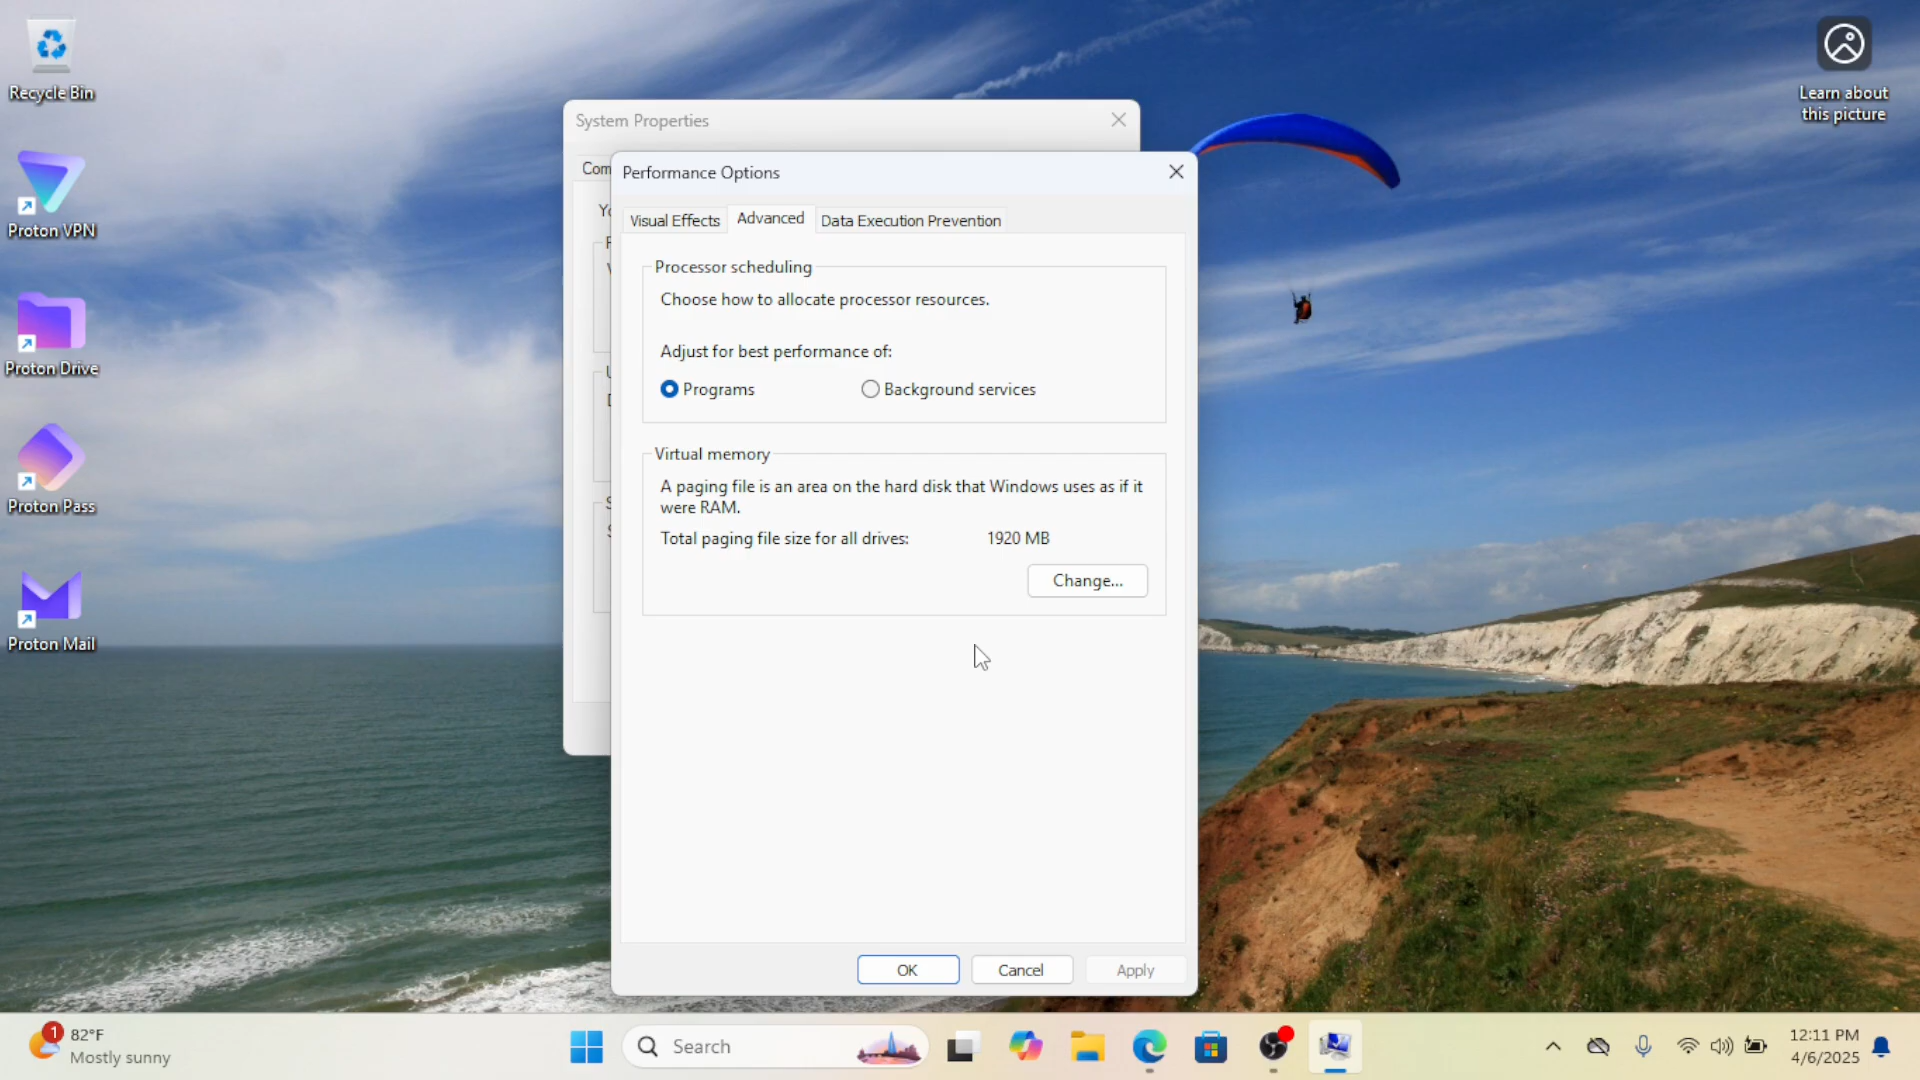 Recycle Bin
Proton VPN
Proton Drive
Proton Pass
Proton Mail
Learn about
this picture
System Properties
Com
Performance Options
Visual Effects
Advanced
Data Execution Prevention
Processor scheduling
Choose how to allocate processor resources.
Adjust for best performance of:
Programs
Background services
Virtual memory
A paging file is an area on the hard disk that Windows uses as if it
were RAM.
Total paging file size for all drives: 1920 MB
Change...
OK
Cancel
Apply
1
82°F
Mostly sunny
Search
12:11 PM
4/6/2025